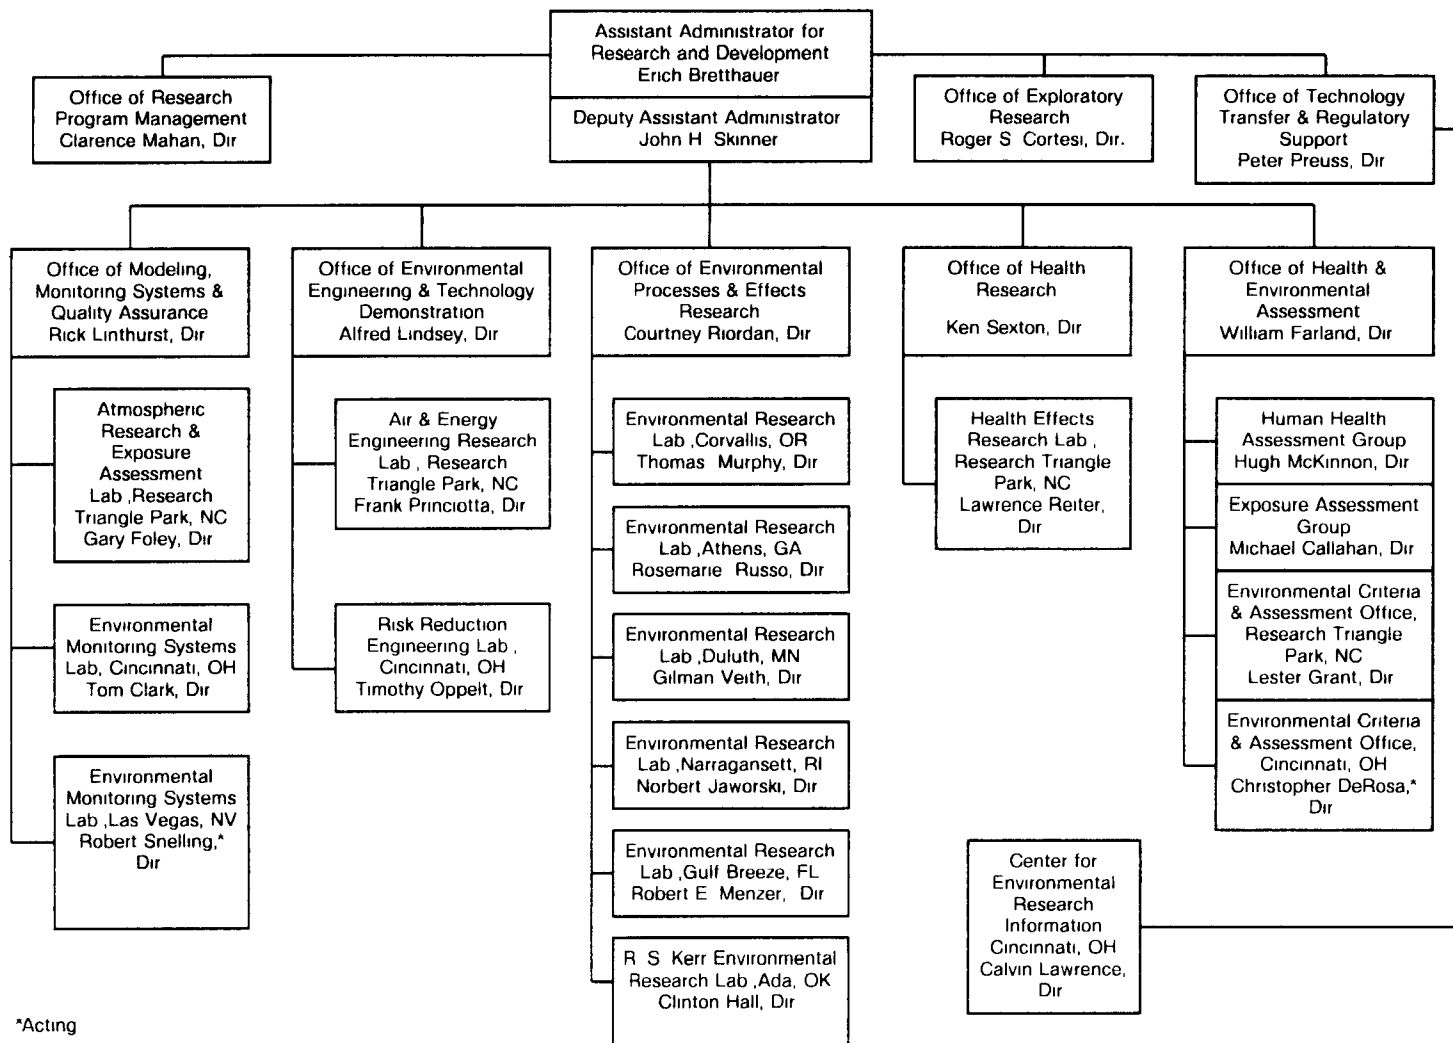 Assistant Administrator for
Research and Development
Erich Bretthauer
Deputy Assistant Administrator
John H Skinner
Office of Research
Program Management
Clarence Mahan, Dir
Office of Exploratory
Research
Roger S Cortesi, Dir.
Office of Technology
Transfer & Regulatory
Support
Peter Preuss, Dir
Office of Modeling,
Monitoring Systems &
Quality Assurance
Rick Linthurst, Dir
Atmospheric
Research &
Exposure
Assessment
Lab ,Research
Triangle Park, NC
Gary Foley, Dir
Environmental
Monitoring Systems
Lab, Cincinnati, OH
Tom Clark, Dir
Environmental
Monitoring Systems
Lab ,Las Vegas, NV
Robert Snelling,*
Dir
Office of Environmental
Engineering & Technology
Demonstration
Alfred Lindsey, Dir
Air & Energy
Engineering Research
Lab , Research
Triangle Park, NC
Frank Princiotta, Dir
Risk Reduction
Engineering Lab ,
Cincinnati, OH
Timothy Oppelt, Dir
Office of Environmental
Processes & Effects
Research
Courtney Riordan, Dir
Environmental Research
Lab ,Corvallis, OR
Thomas Murphy, Dir
Environmental Research
Lab ,Athens, GA
Rosemarie Russo, Dir
Environmental Research
Lab ,Duluth, MN
Gilman Veith, Dir
Environmental Research
Lab ,Narragansett, RI
Norbert Jaworski, Dir
Environmental Research
Lab ,Gulf Breeze, FL
Robert E Menzer, Dir
R S Kerr Environmental
Research Lab ,Ada, OK
Clinton Hall, Dir
Office of Health
Research
Ken Sexton, Dir
Health Effects
Research Lab ,
Research Triangle
Park, NC
Lawrence Reiter,
Dir
Office of Health &
Environmental
Assessment
William Farland, Dir
Human Health
Assessment Group
Hugh McKinnon, Dir
Exposure Assessment
Group
Michael Callahan, Dir
Environmental Criteria
& Assessment Office,
Research Triangle
Park, NC
Lester Grant, Dir
Environmental Criteria
& Assessment Office,
Cincinnati, OH
Christopher DeRosa,*
Dir
Center for
Environmental
Research
Information
Cincinnati, OH
Calvin Lawrence,
Dir
*Acting